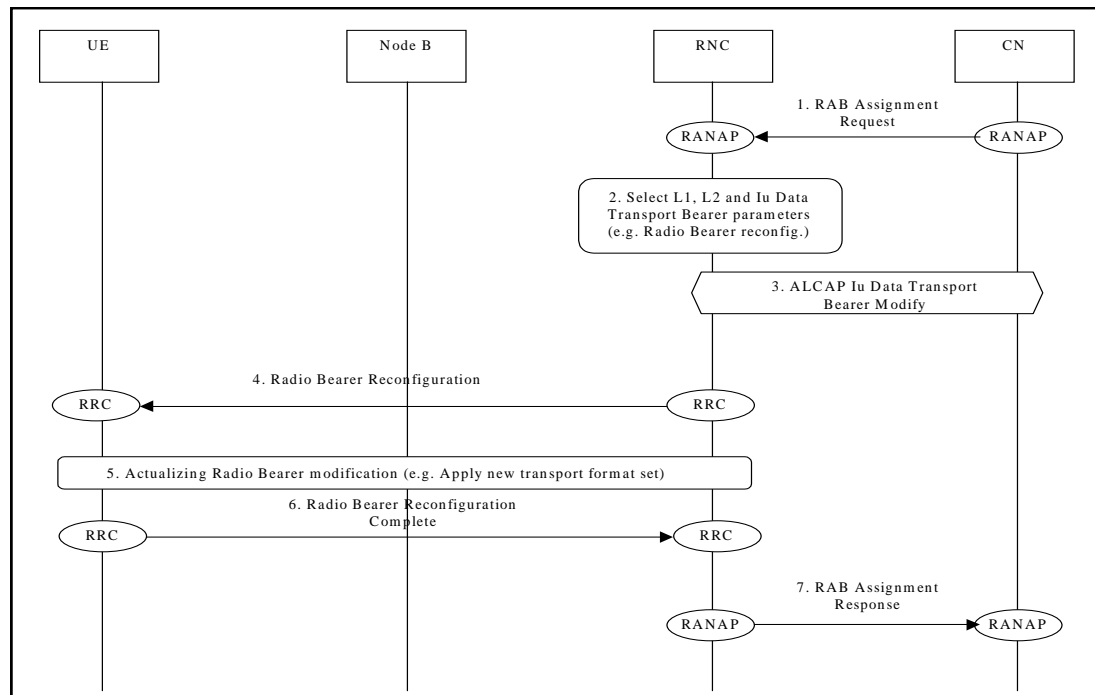 UE
Node B
RNC
CN
1. RAB Assignment
Request
RANAP
RANAP
2. Select L1, L2 and Iu Data
Transport Bearer parameters
(e.g. Radio Bearer reconfig.)
3. ALCAP Iu Data Transport
Bearer Modify
4. Radio Bearer Reconfiguration
RRC
RRC
5. Actualizing Radio Bearer modification (e.g. Apply new transport format set)
6. Radio Bearer Reconfiguration
Complete
RRC
RRC
7. RAB Assignment
Response
RANAP
RANAP